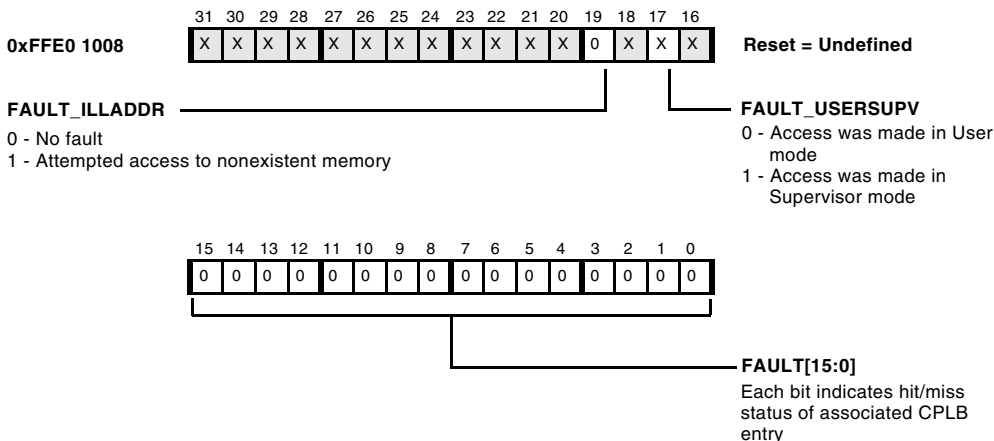 31 30 29 28 27 26 25 24 23 22 21 20 19 18 17 16
0xFFE0 1008 X X X X X X X X X X X X 0 X X X Reset = Undefined
FAULT_ILLADDR
0 - No fault
1 - Attempted access to nonexistent memory
FAULT_USERSUPV
0 - Access was made in User
mode
1 - Access was made in
Supervisor mode
15 14 13 12 11 10 9 8 7 6 5 4 3 2 1 0
0 0 0 0 0 0 0 0 0 0 0 0 0 0 0 0
FAULT[15:0]
Each bit indicates hit/miss
status of associated CPLB
entry